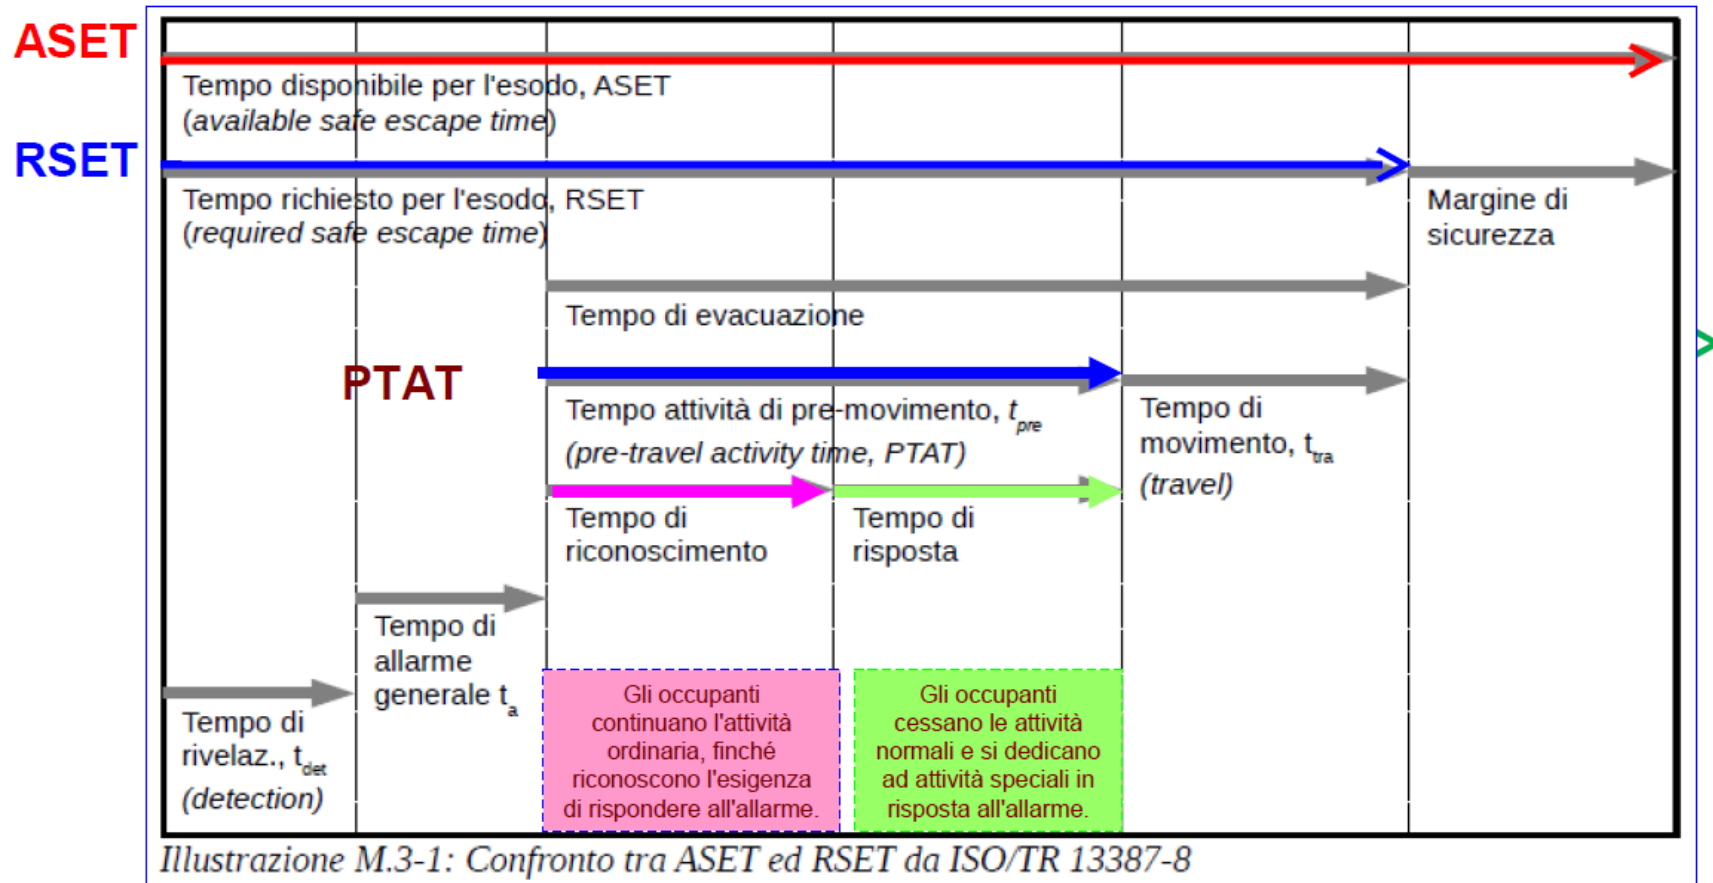 ASET
Tempo disponibile per l'esodo, ASET
(available safe escape time)
RSET
Tempo richiesto per l'esodo, RSET
(required safe escape time)
Margine di
sicurezza
Tempo di evacuazione
PTAT
Tempo attività di pre-movimento, tpre
(pre-travel activity time, PTAT)
Tempo di
movimento, ttra
(travel)
Tempo di
riconoscimento
Tempo di
risposta
Tempo di
allarme
generale ta
Tempo di
rivelaz., tdet
(detection)
Gli occupanti
continuano l'attività
ordinaria, finché
riconoscono l'esigenza
di rispondere all'allarme.
Gli occupanti
cessano le attività
normali e si dedicano
ad attività speciali in
risposta all'allarme.
Illustrazione M.3-1: Confronto tra ASET ed RSET da ISO/TR 13387-8